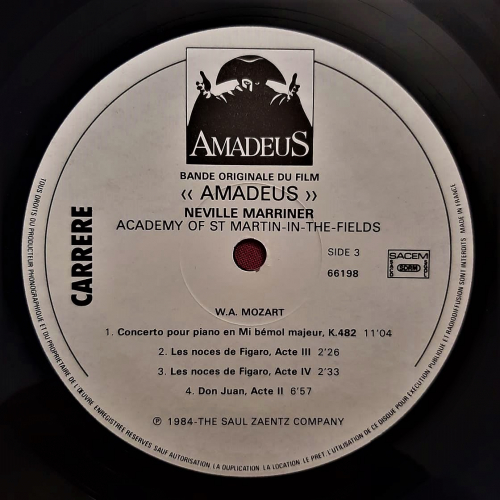 AMADEUS
BANDE ORIGINALE DU FILM
‹‹ AMADEUS ››
NEVILLE MARRINER
ACADEMY OF ST MARTIN-IN-THE-FIELDS
CARRERE
SIDE 3
66198
SACEM
SDRM
W.A. MOZART
1. Concerto pour piano en Mi bémol majeur, K.482 11'04
2. Les noces de Figaro, Acte III 2'26
3. Les noces de Figaro, Acte IV 2'33
4. Don Juan, Acte II 6'57
℗ 1984-THE SAUL ZAENTZ COMPANY
TOUS DROITS DU PRODUCTEUR PHONOGRAPHIQUE ET DU PROPRIETAIRE DE L'ŒUVRE ENREGISTREE RESERVES SAUF AUTORISATION LA DUPLICATION LA LOCATION LE PRET L'UTILISATION DE CE DISQUE POUR EXECUTION PUBLIQUE ET RADIODIFFUSION SONT INTERDITS MADE IN FRANCE